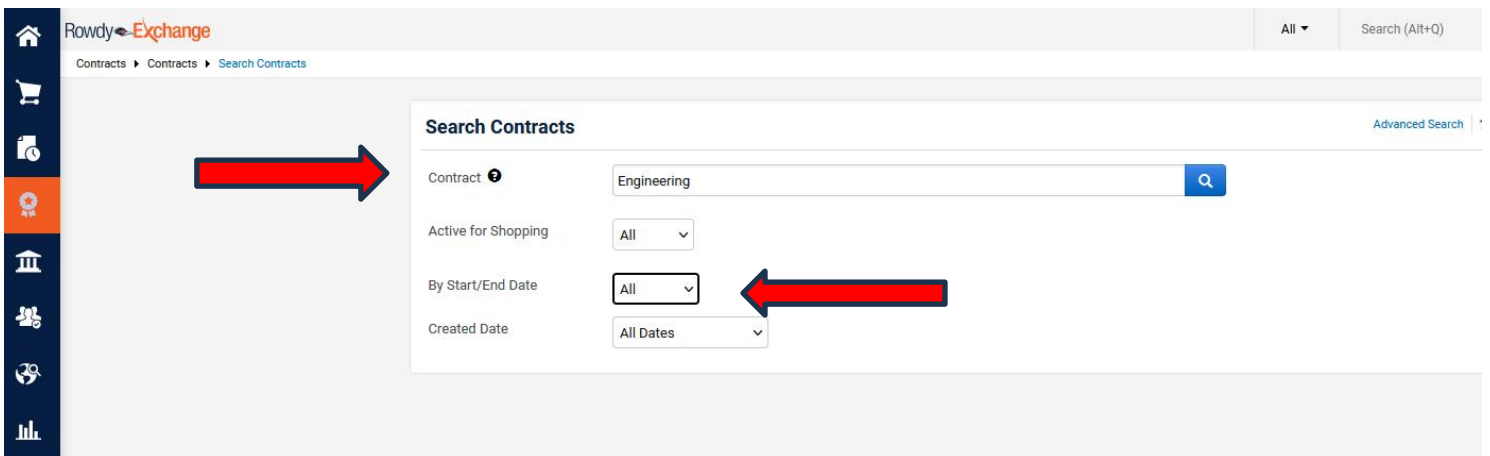 Rowdy Exchange
All
Search (Alt+Q)
Contracts Contracts Search Contracts
Search Contracts
Advanced Search
Contract
Engineering
Active for Shopping
All
By Start/End Date
All
Created Date
All Dates